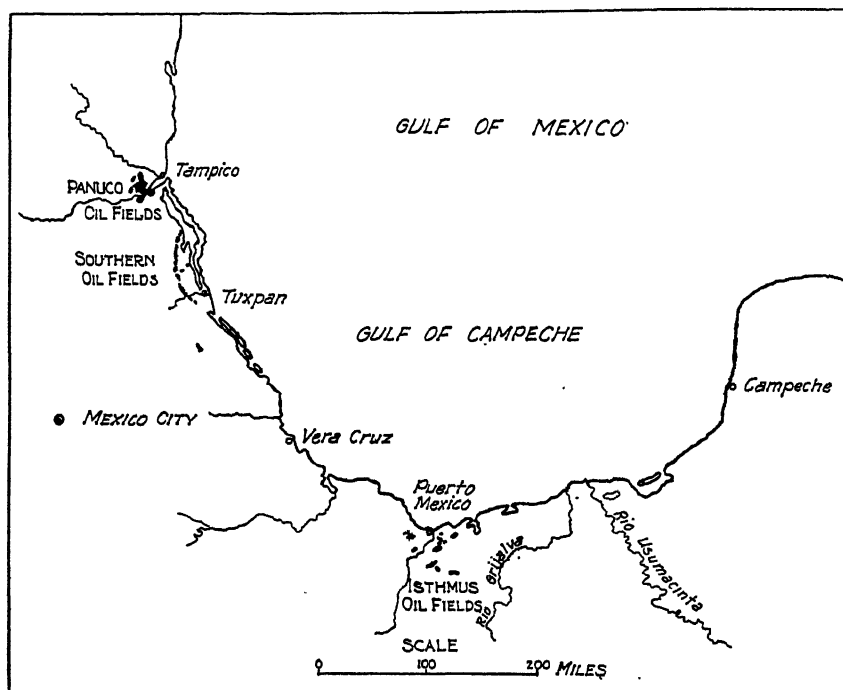 GULF OF MEXICO
Tampico
PANUCO
OIL FIELDS
SOUTHERN
OIL FIELDS
Tuxpan
GULF OF CAMPECHE
Campeche
MEXICO CITY
Vera Cruz
Puerto
Mexico
Rio Grijalva
Rio Usumacinta
ISTHMUS
OIL FIELDS
SCALE
0 100 200 MILES